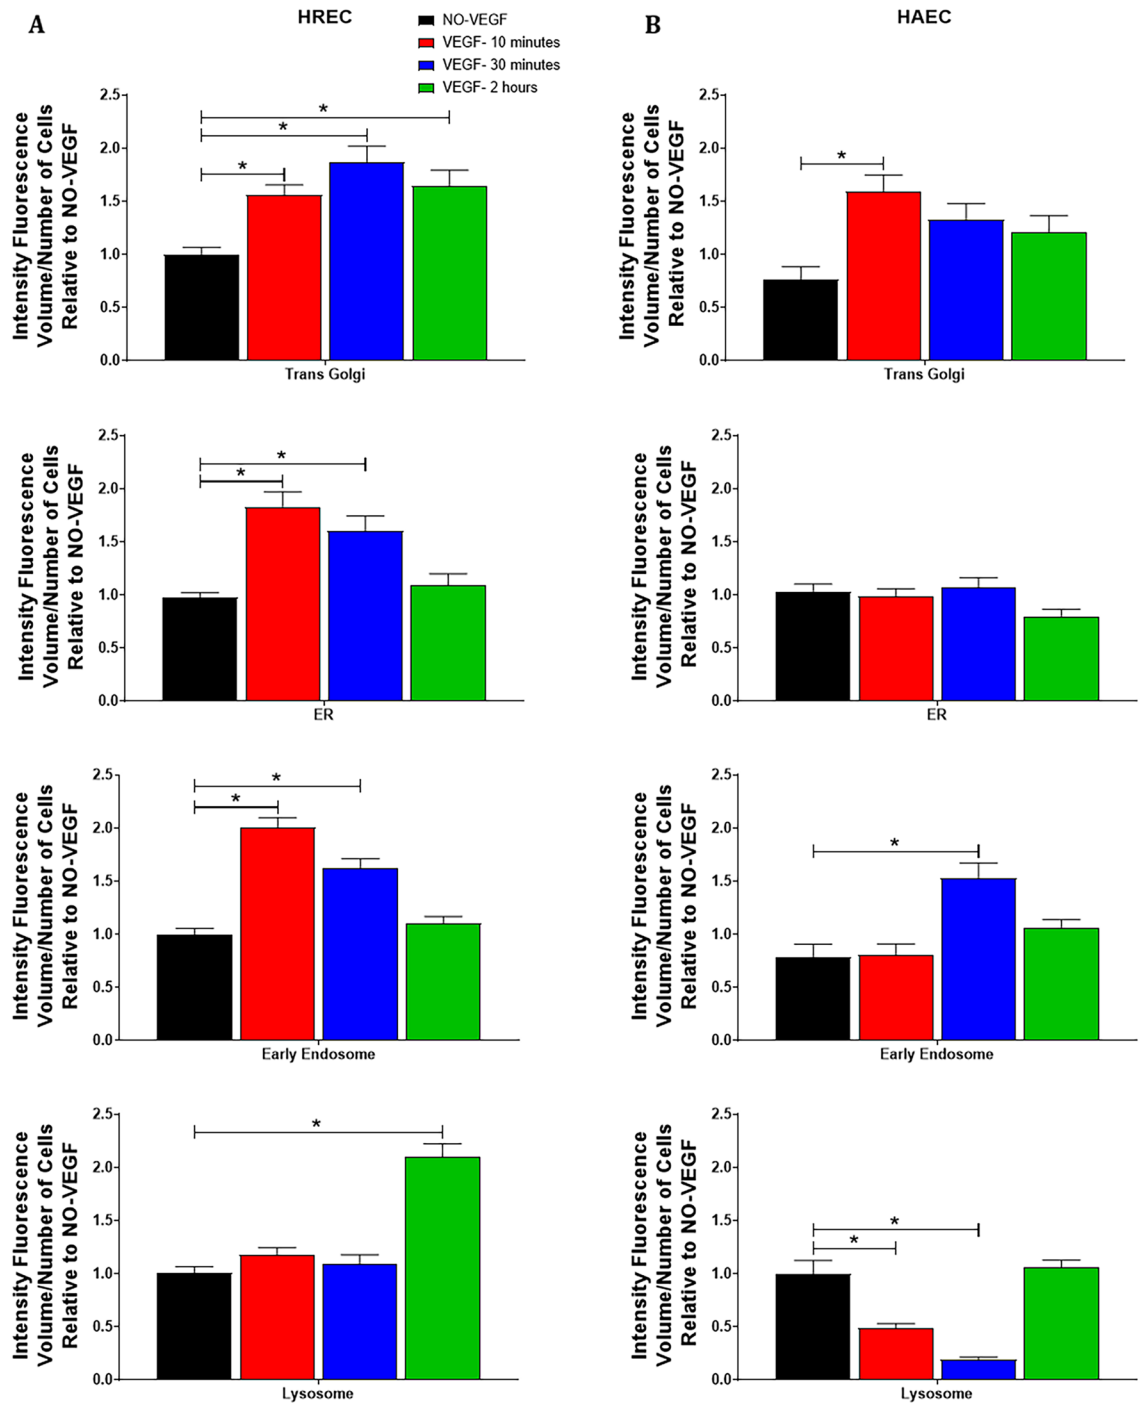 A
HREC
NO-VEGF
VEGF- 10 minutes
VEGF- 30 minutes
VEGF- 2 hours
B
HAEC
Intensity Fluorescence
Volume/Number of Cells
Relative to NO-VEGF
2.5
2.0
1.5
1.0
0.5
0.0
*
*
*
Trans Golgi
Intensity Fluorescence
Volume/Number of Cells
Relative to NO-VEGF
2.5
2.0
1.5
1.0
0.5
0.0
*
Trans Golgi
Intensity Fluorescence
Volume/Number of Cells
Relative to NO-VEGF
2.5
2.0
1.5
1.0
0.5
0.0
*
*
ER
Intensity Fluorescence
Volume/Number of Cells
Relative to NO-VEGF
2.5
2.0
1.5
1.0
0.5
0.0
ER
Intensity Fluorescence
Volume/Number of Cells
Relative to NO-VEGF
2.5
2.0
1.5
1.0
0.5
0.0
*
*
Early Endosome
Intensity Fluorescence
Volume/Number of Cells
Relative to NO-VEGF
2.5
2.0
1.5
1.0
0.5
0.0
*
Early Endosome
Intensity Fluorescence
Volume/Number of Cells
Relative to NO-VEGF
2.5
2.0
1.5
1.0
0.5
0.0
*
Lysosome
Intensity Fluorescence
Volume/Number of Cells
Relative to NO-VEGF
2.5
2.0
1.5
1.0
0.5
0.0
*
*
Lysosome